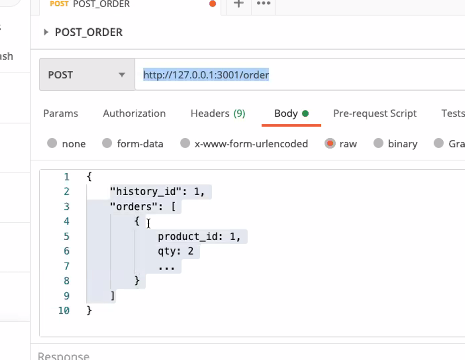 POST POST_ORDER + •••
POST_ORDER
ash
POST http://127.0.0.1:3001/order
Params Authorization Headers (9) Body Pre-request Script Tests
none form-data x-www-form-urlencoded raw binary Gra
1 {
2 "history_id": 1,
3 "orders": [
4 {
5 product_id: 1,
6 qty: 2
7 ...
8 }
9 ]
10 }
Response